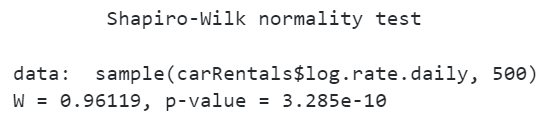 Shapiro-Wilk normality test
data:  sample(carRentals$log.rate.daily, 500)
W = 0.96119, p-value = 3.285e-10